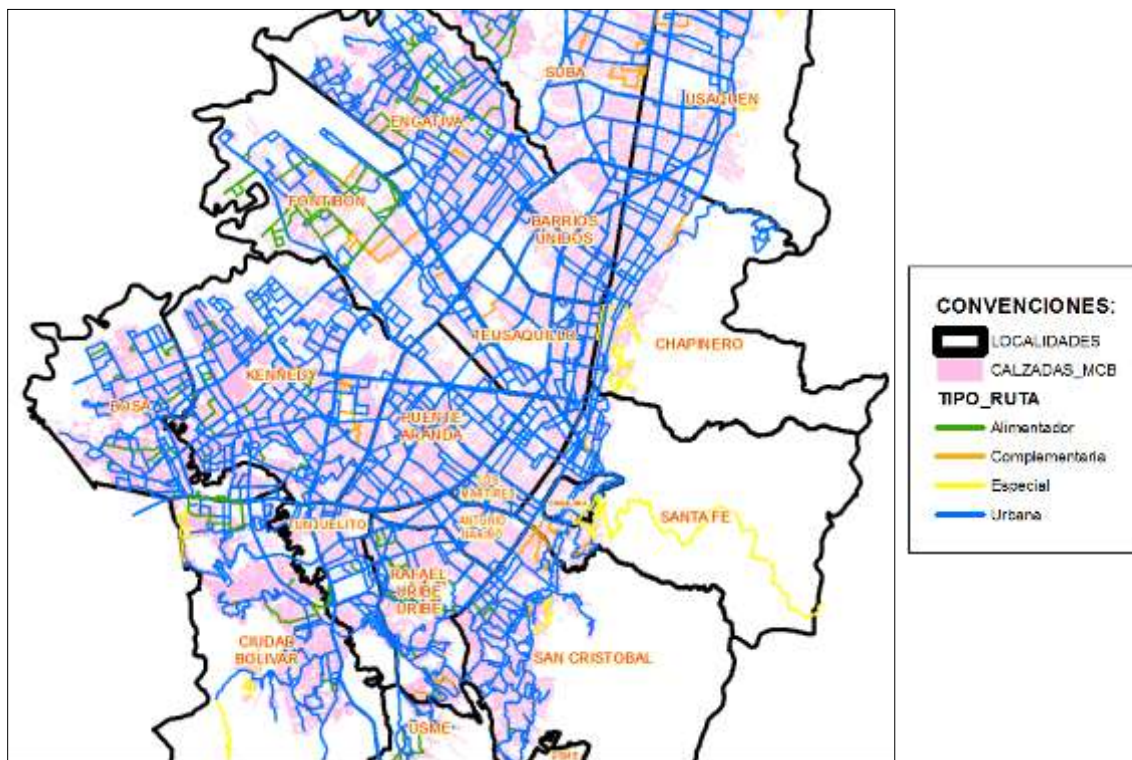 SUBA
USAQUEN
ENGATIVA
FONTIBON
BARRIOS
UNIDOS
TEUSAQUILLO
CHAPINERO
KENNEDY
BOSA
PUENTE
ARANDA
LOS
MARTIRES
SANTA FE
TUNJUELITO
ANTONIO
NARIÑO
RAFAEL
URIBE
URIBE
CIUDAD
BOLIVAR
SAN CRISTOBAL
USME
CONVENCIONES:
LOCALIDADES
CALZADAS_MCB
TIPO_RUTA
Alimentador
Complementaria
Especial
Urbana